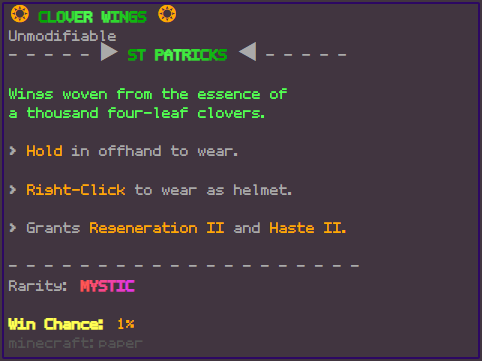 CLOVER WINGS
Unmodifiable
- - - - - ▶ ST PATRICKS ◀ - - - - -
Wings woven from the essence of
a thousand four-leaf clovers.
> Hold in offhand to wear.
> Right-Click to wear as helmet.
> Grants Regeneration II and Haste II.
- - - - - - - - - - - - - - - - - - - -
Rarity: MYSTIC
Win Chance: 1%
minecraft:paper